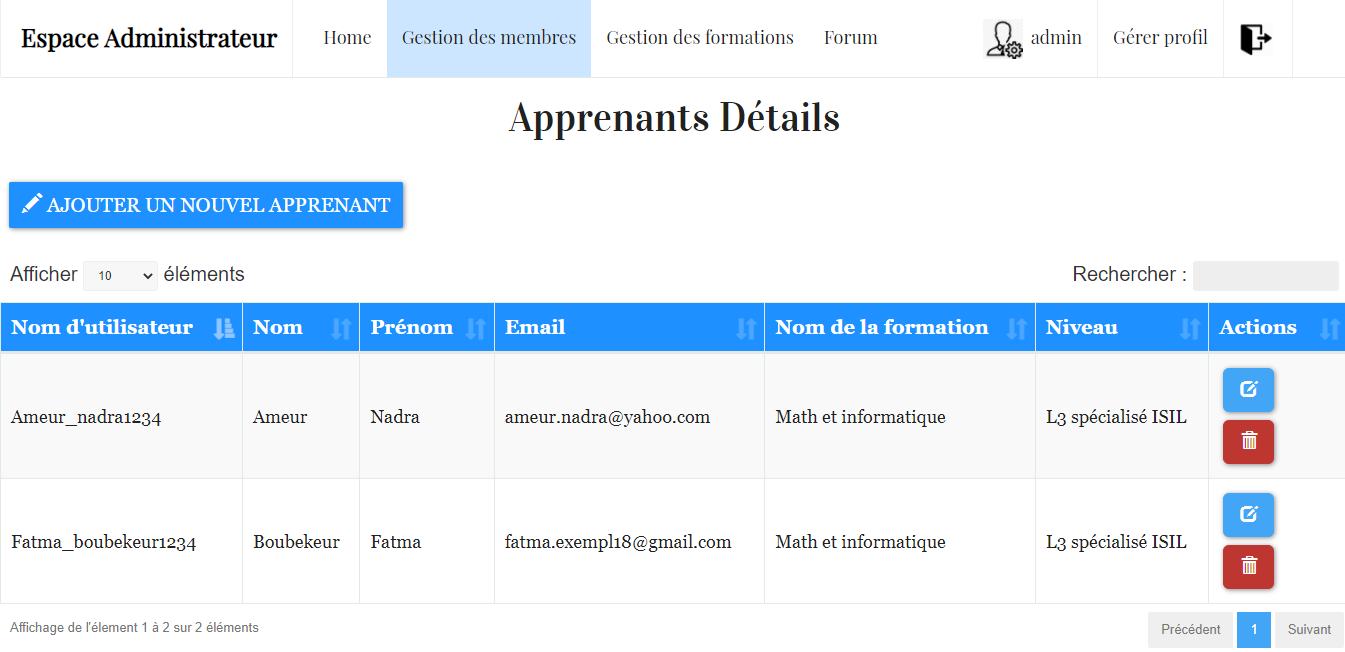 Espace Administrateur Home Gestion des membres Gestion des formations Forum admin Gérer profil
Apprenants Détails
AJOUTER UN NOUVEL APPRENANT
Afficher 10 éléments Rechercher :
Nom d'utilisateur Nom Prénom Email Nom de la formation Niveau Actions
Ameur_nadra1234 Ameur Nadra ameur.nadra@yahoo.com Math et informatique L3 spécialisé ISIL
Fatma_boubekeur1234 Boubekeur Fatma fatma.exempl18@gmail.com Math et informatique L3 spécialisé ISIL
Affichage de l'élement 1 à 2 sur 2 éléments Précédent 1 Suivant